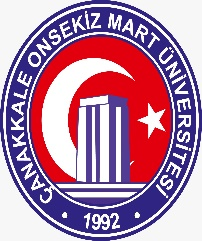 ÇANAKKALE ONSEKİZ MART ÜNİVERSİTESİ
• 1992 •